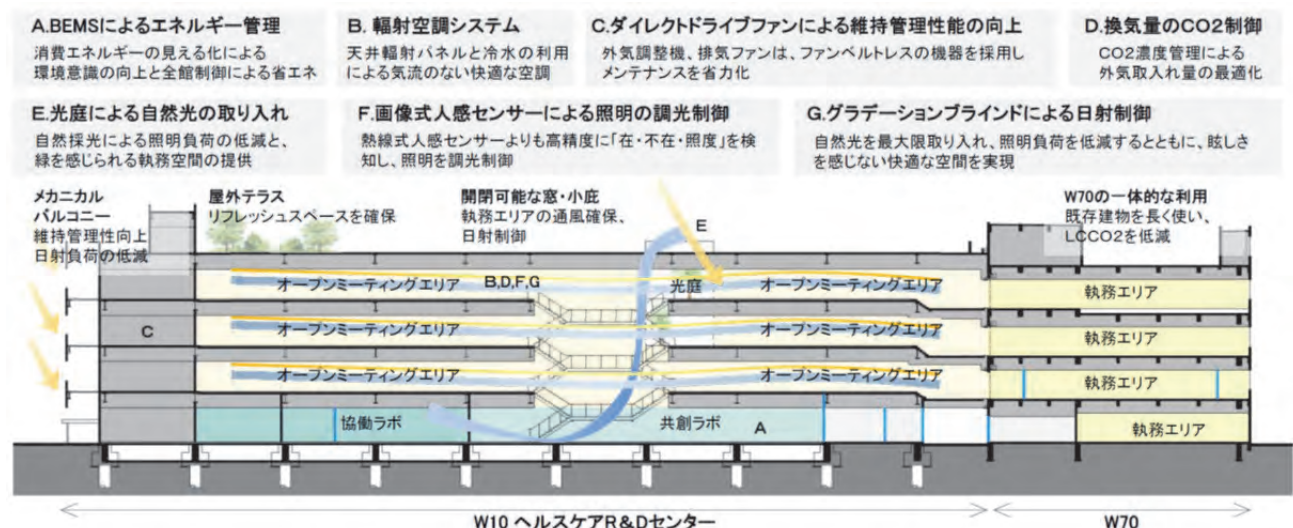 A.BEMSによるエネルギー管理
消費エネルギーの見える化による
環境意識の向上と全館制御による省エネ
B. 輻射空調システム
天井輻射パネルと冷水の利用
による気流のない快適な空調
C.ダイレクトドライブファンによる維持管理性能の向上
外気調整機、排気ファンは、ファンベルトレスの機器を採用し
メンテナンスを省力化
D.換気量のCO2制御
CO2濃度管理による
外気取入れ量の最適化
E.光庭による自然光の取り入れ
自然採光による照明負荷の低減と、
緑を感じられる執務空間の提供
F.画像式人感センサーによる照明の調光制御
熱線式人感センサーよりも高精度に「在・不在・照度」を検
知し、照明を調光制御
G.グラデーションブラインドによる日射制御
自然光を最大限取り入れ、照明負荷を低減するとともに、眩しさ
を感じない快適な空間を実現
メカニカル
バルコニー
維持管理性向上
日射負荷の低減
屋外テラス
リフレッシュスペースを確保
開閉可能な窓・小庇
執務エリアの通風確保、
日射制御
E
W70の一体的な利用
既存建物を長く使い、
LCCO2を低減
オープンミーティングエリア
B,D,F,G
光庭
オープンミーティングエリア
執務エリア
C
オープンミーティングエリア
オープンミーティングエリア
執務エリア
オープンミーティングエリア
オープンミーティングエリア
執務エリア
協働ラボ
共創ラボ
A
執務エリア
W10 ヘルスケアR&Dセンター
W70